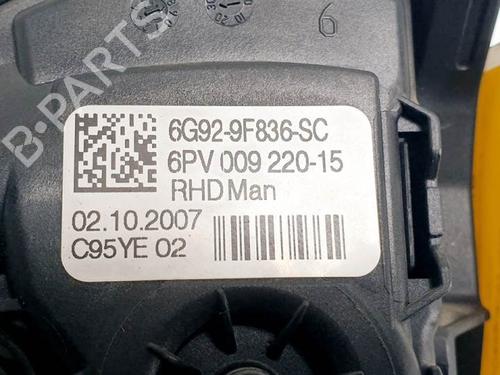 6
6G92-9F836-SC
6PV 009 220-15
RHD Man
02.10.2007
C95YE 02
B-PARTS